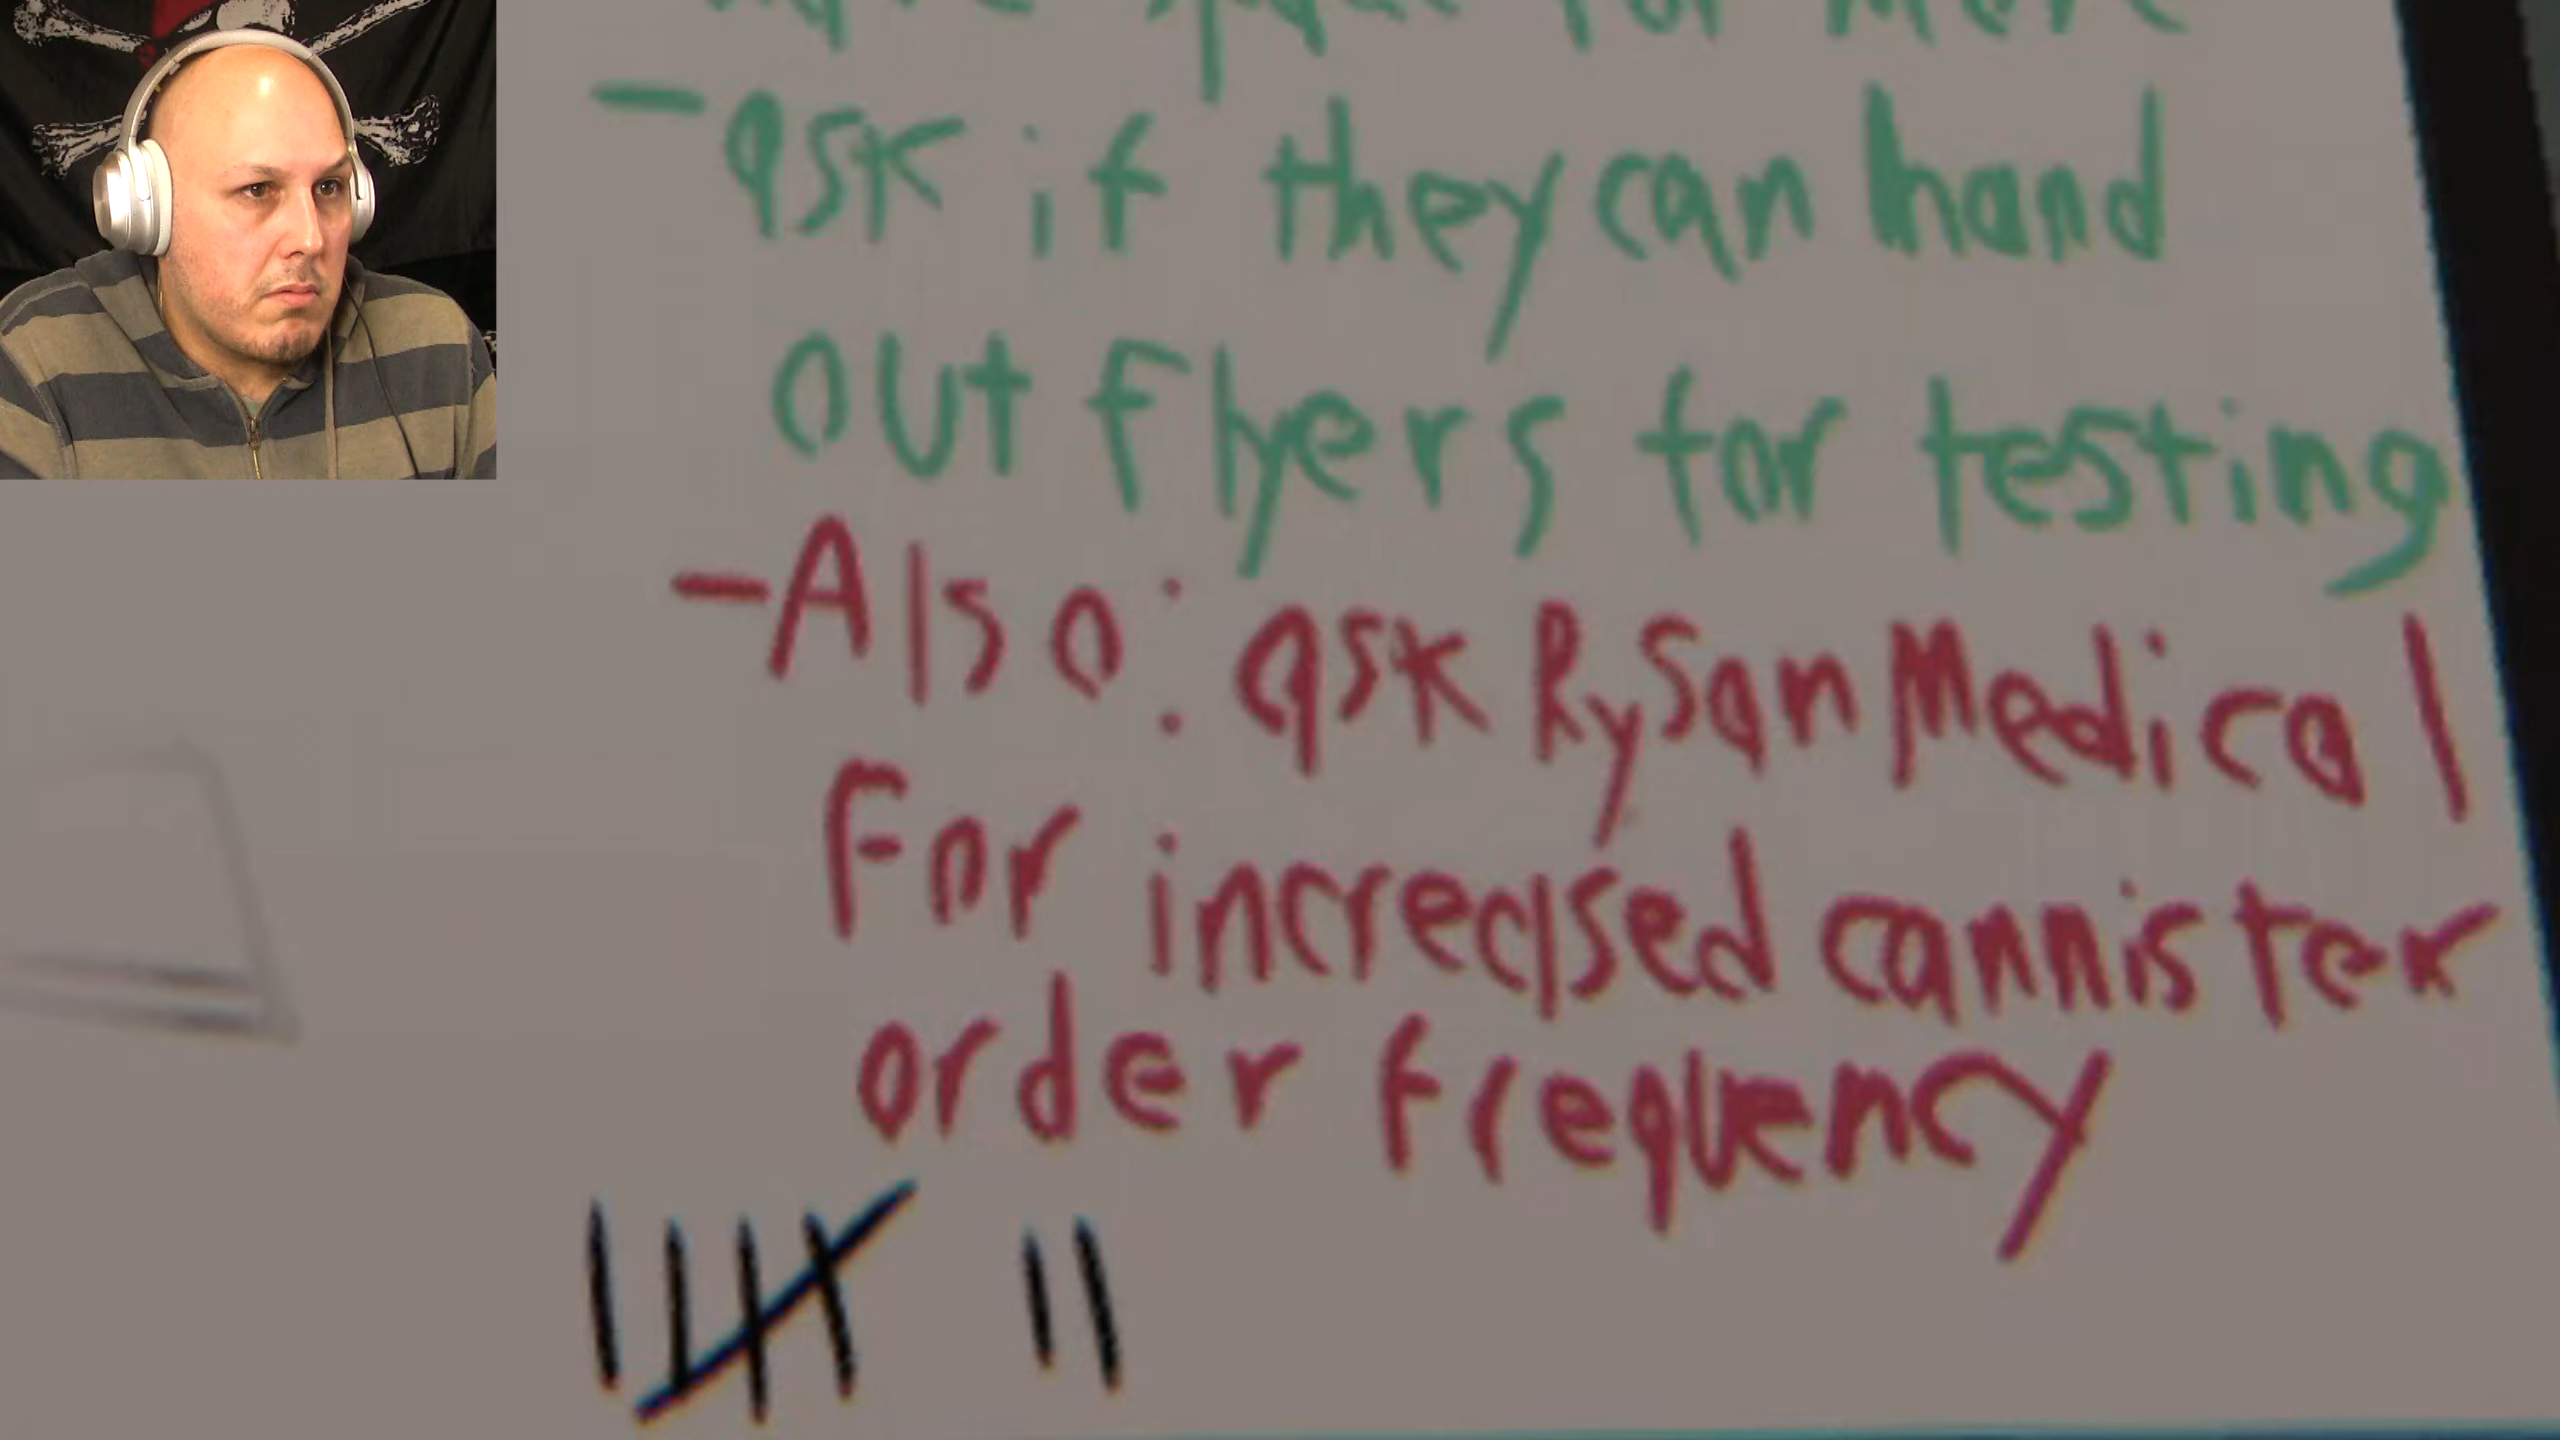 - ask if they can hand
out flyers for testing
- Also: ask RySan Medical
For increased cannister
order frequency